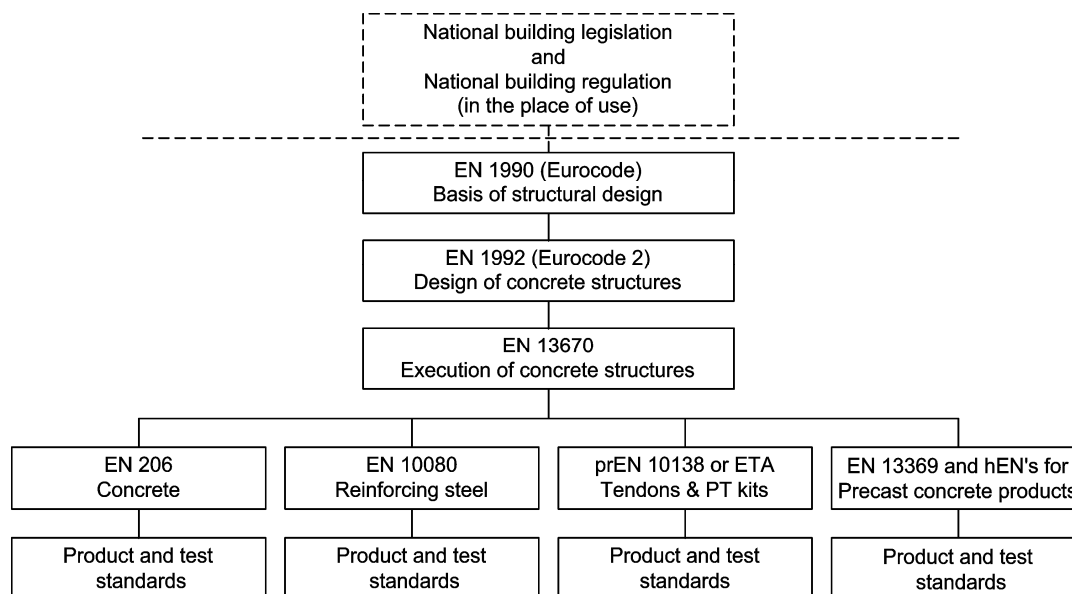 National building legislation
and
National building regulation
(in the place of use)
EN 1990 (Eurocode)
Basis of structural design
EN 1992 (Eurocode 2)
Design of concrete structures
EN 13670
Execution of concrete structures
EN 206
Concrete
EN 10080
Reinforcing steel
prEN 10138 or ETA
Tendons & PT kits
EN 13369 and hEN's for
Precast concrete products
Product and test
standards
Product and test
standards
Product and test
standards
Product and test
standards